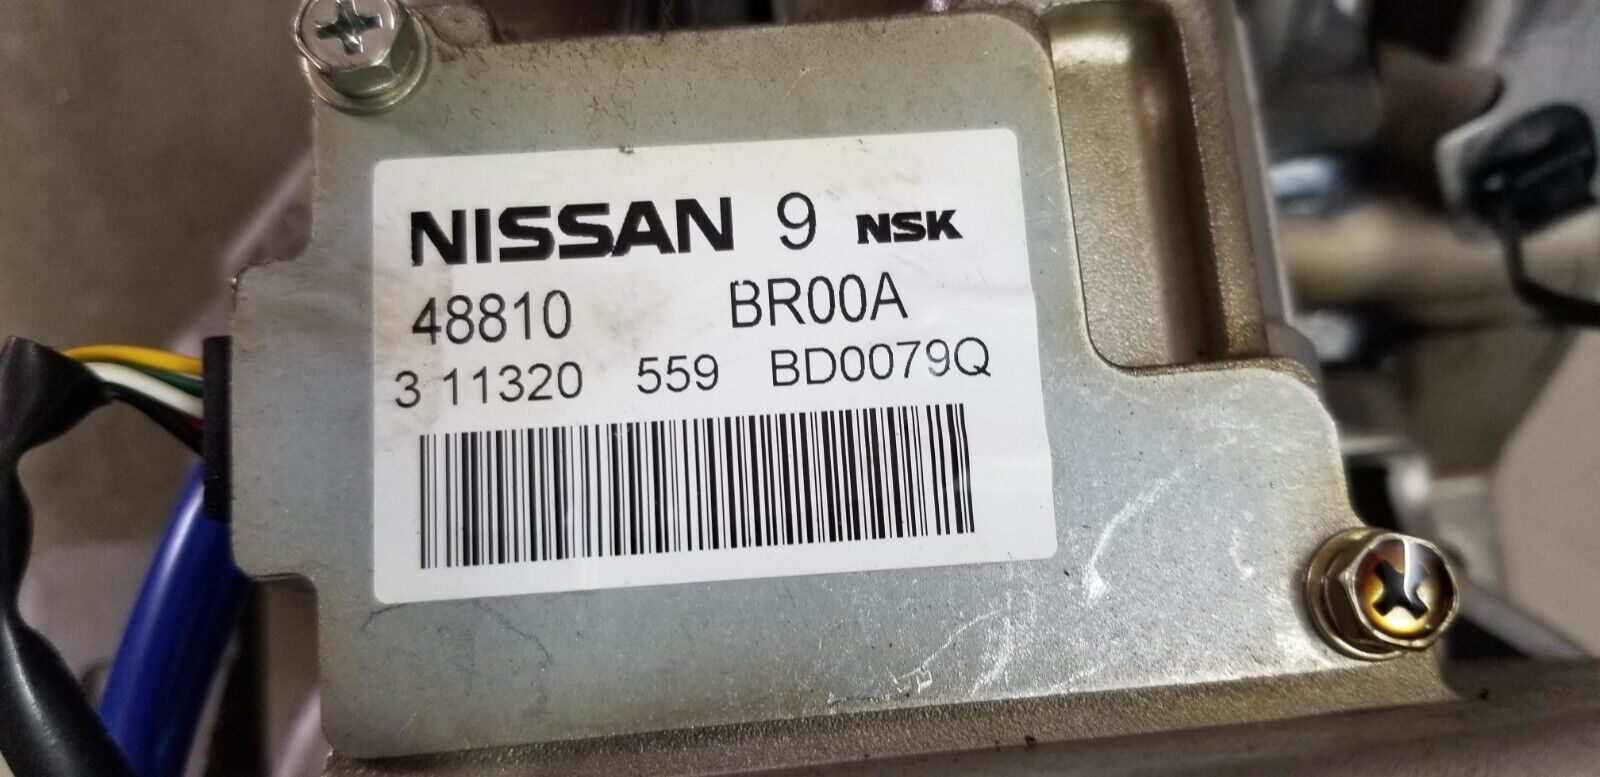 NISSAN 9 NSK
48810 BR00A
3 11320 559 BD0079Q